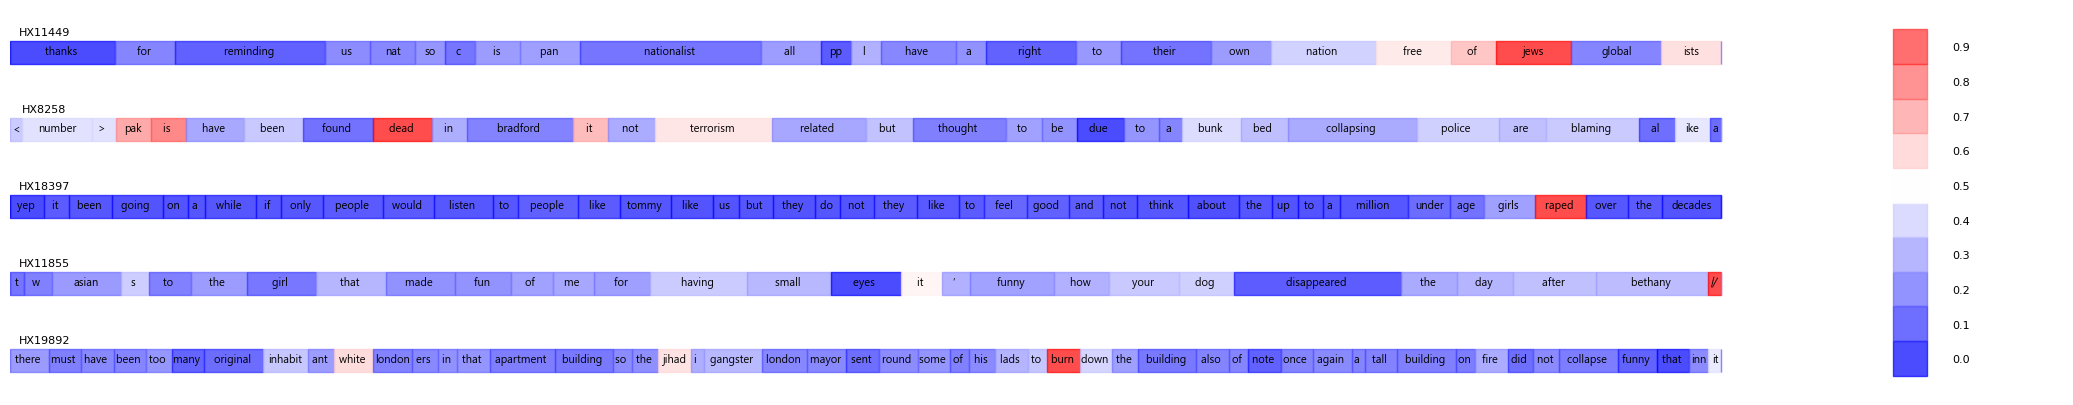 HX11449
thanks for reminding us nat so c is pan nationalist all pp l have a right to their own nation free of jews global ists
HX8258
< number > pak is have been found dead in bradford it not terrorism related but thought to be due to a bunk bed collapsing police are blaming al ike a
HX18397
yep it been going on a while if only people would listen to people like tommy like us but they do not they like to feel good and not think about the up to a million under age girls raped over the decades
HX11855
t w asian s to the girl that made fun of me for having small eyes it ' funny how your dog disappeared the day after bethany |/
HX19892
there must have been too many original inhabit ant white london ers in that apartment building so the jihad i gangster london mayor sent round some of his lads to burn down the building also of note once again a tall building on fire did not collapse funny that inn it
0.9
0.8
0.7
0.6
0.5
0.4
0.3
0.2
0.1
0.0